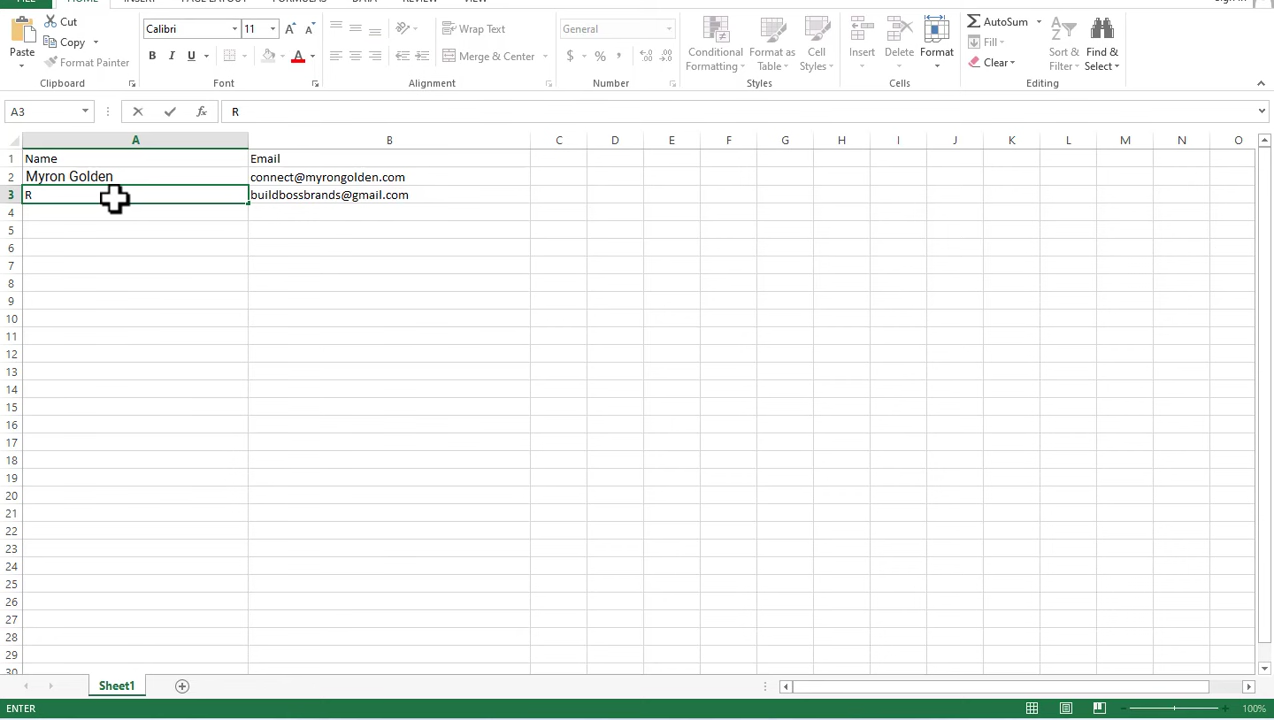 FILE HOME INSERT PAGE LAYOUT FORMULAS DATA REVIEW VIEW Sign in
Cut Calibri 11 Wrap Text General AutoSum
Copy Fill
Paste Format Painter B I U A Merge & Center $ % Conditional Formatting Format as Table Cell Styles Insert Delete Format Clear Sort & Filter Find & Select
Clipboard Font Alignment Number Styles Cells Editing
A3 fx R
A B C D E F G H I J K L M N O
1 Name Email
2 Myron Golden connect@myrongolden.com
3 R buildbossbrands@gmail.com
4
5
6
7
8
9
10
11
12
13
14
15
16
17
18
19
20
21
22
23
24
25
26
27
28
29
30
Sheet1
ENTER 100%